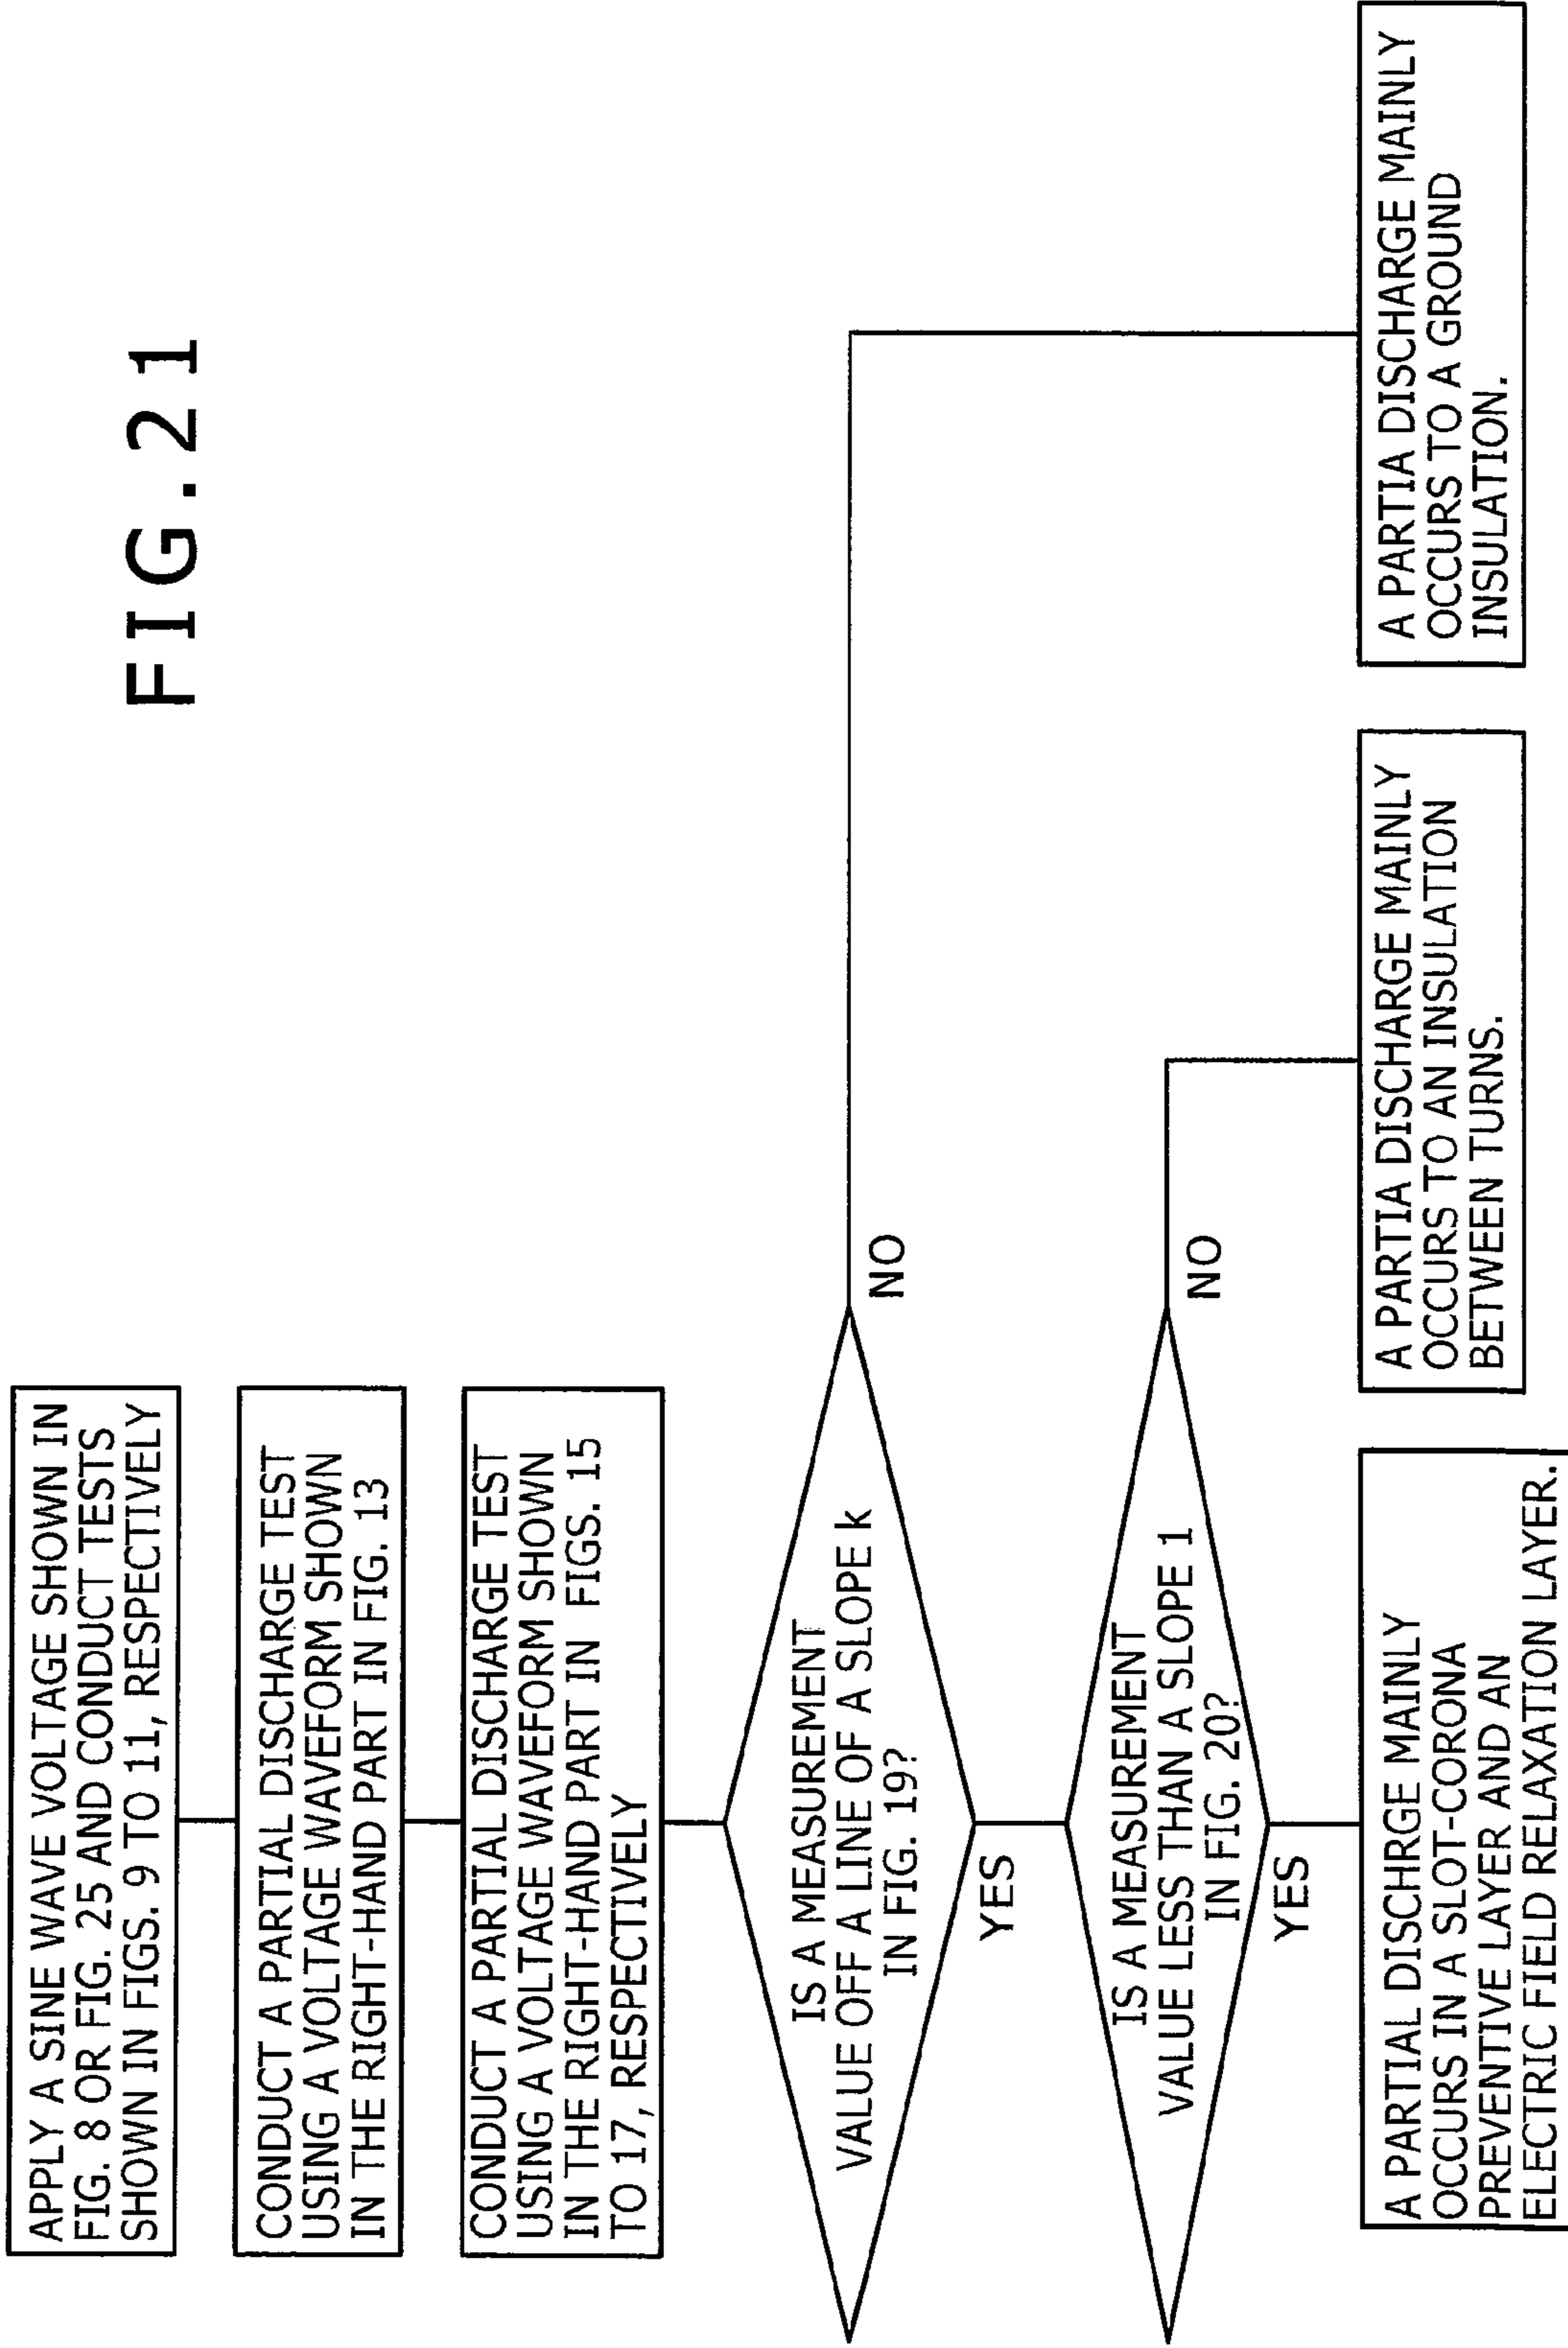 FIG.21
APPLY A SINE WAVE VOLTAGE SHOWN IN
FIG. 8 OR FIG. 25 AND CONDUCT TESTS
SHOWN IN FIGS. 9 TO 11, RESPECTIVELY
CONDUCT A PARTIAL DISCHARGE TEST
USING A VOLTAGE WAVEFORM SHOWN
IN THE RIGHT-HAND PART IN FIG. 13
CONDUCT A PARTIAL DISCHARGE TEST
USING A VOLTAGE WAVEFORM SHOWN
IN THE RIGHT-HAND PART IN FIGS. 15
TO 17, RESPECTIVELY
IS A MEASUREMENT
VALUE OFF A LINE OF A SLOPE k
IN FIG. 19?
NO
YES
IS A MEASUREMENT
VALUE LESS THAN A SLOPE 1
IN FIG. 20?
NO
YES
A PARTIAL DISCHRGE MAINLY
OCCURS IN A SLOT-CORONA
PREVENTIVE LAYER AND AN
ELECTRIC FIELD RELAXATION LAYER.
A PARTIA DISCHARGE MAINLY
OCCURS TO AN INSULATION
BETWEEN TURNS.
A PARTIA DISCHARGE MAINLY
OCCURS TO A GROUND
INSULATION.